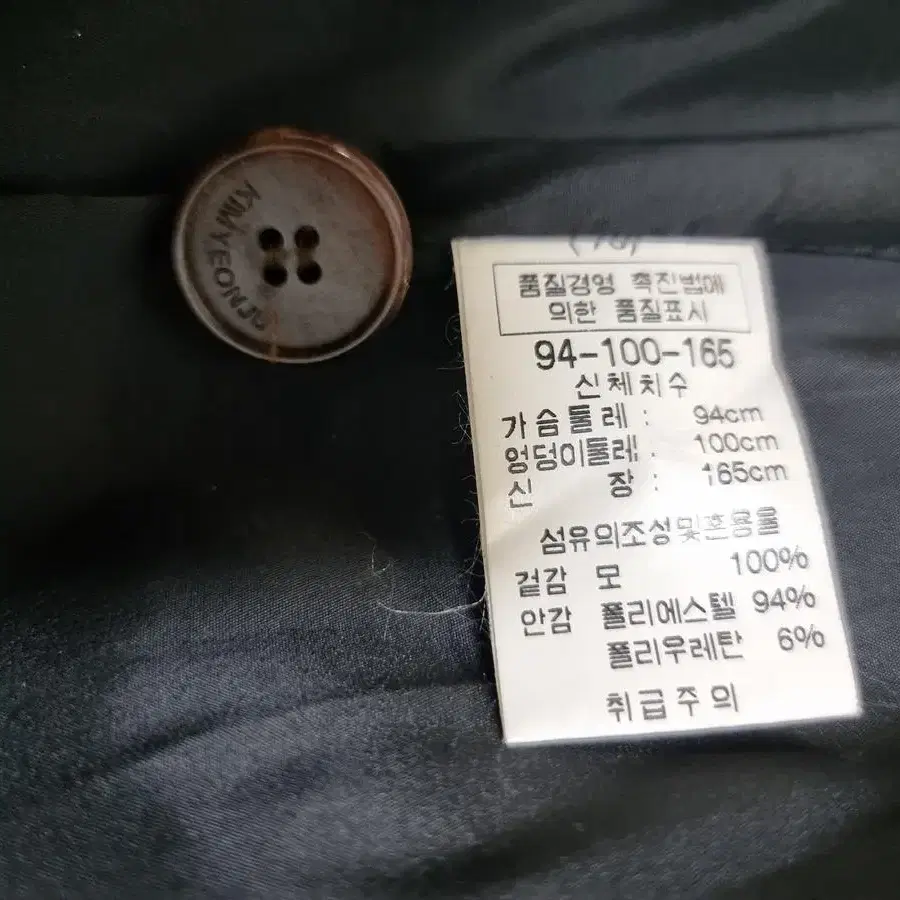 KIMYEONJU
(76)
품질경영 촉진법에
의한 품질표시
94-100-165
신체치수
가슴둘레 : 94cm
엉덩이둘레 : 100cm
신 장 : 165cm
섬유의조성및혼용율
겉감 모 100%
안감 폴리에스텔 94%
폴리우레탄 6%
취급주의